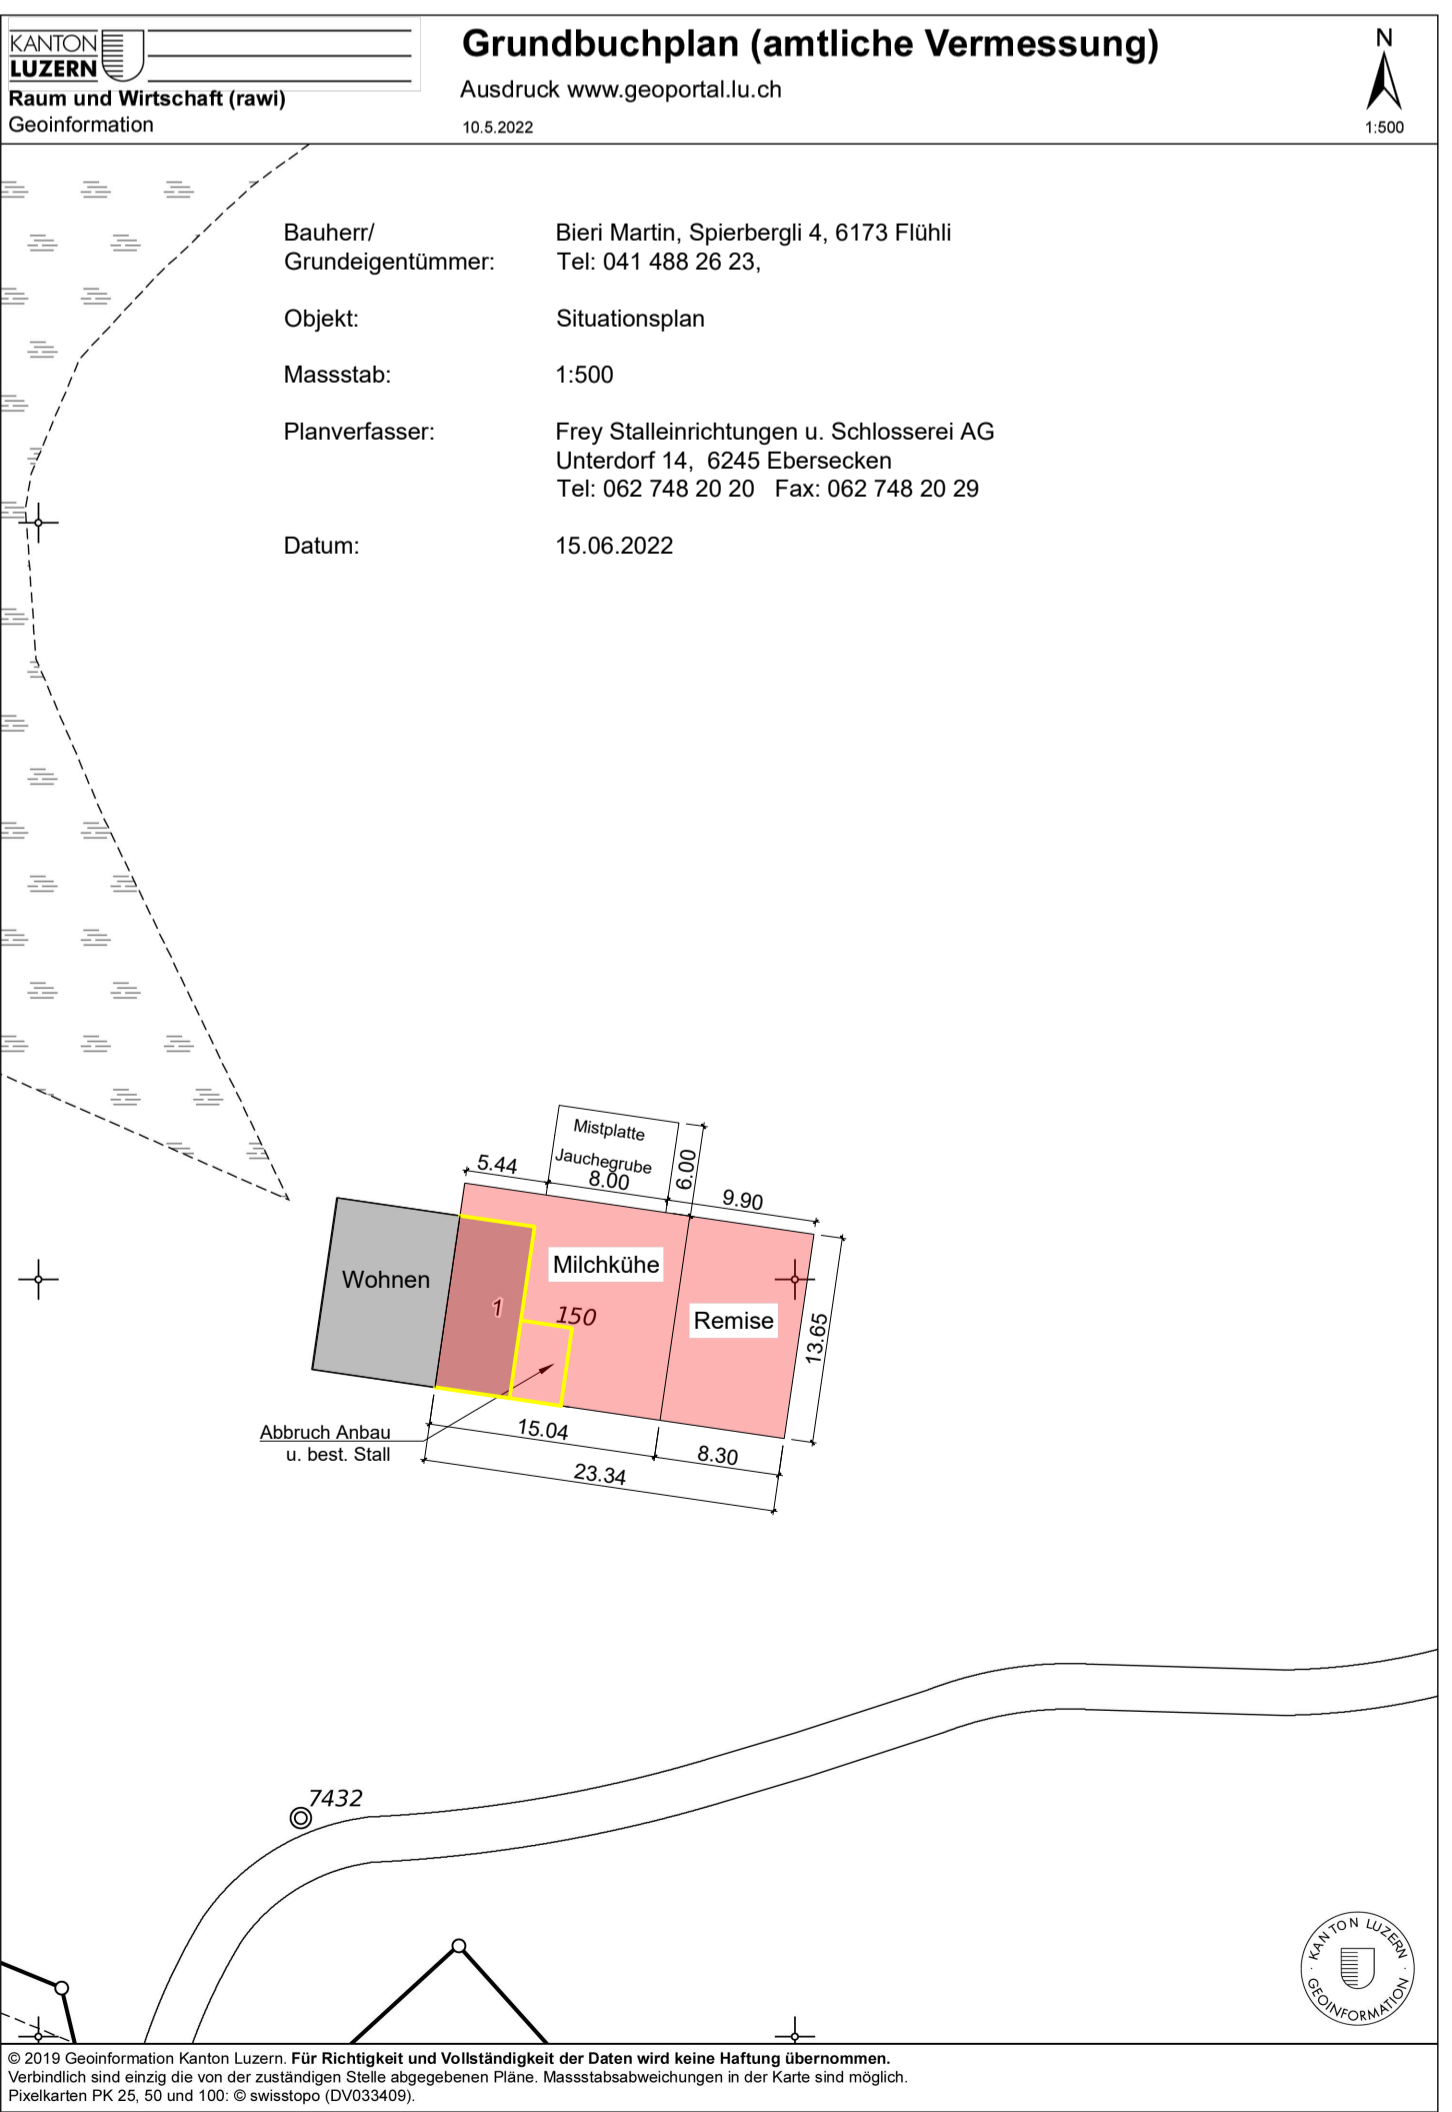 KANTON
LUZERN
Raum und Wirtschaft (rawi)
Geoinformation
Grundbuchplan (amtliche Vermessung)
Ausdruck www.geoportal.lu.ch
10.5.2022
N
1:500
Bauherr/ Bieri Martin, Spierbergli 4, 6173 Flühli
Grundeigentümmer: Tel: 041 488 26 23,
Objekt: Situationsplan
Massstab: 1:500
Planverfasser: Frey Stalleinrichtungen u. Schlosserei AG
Unterdorf 14, 6245 Ebersecken
Tel: 062 748 20 20 Fax: 062 748 20 29
Datum: 15.06.2022
Mistplatte
Jauchegrube
5.44
8.00
6.00
9.90
Wohnen
Milchkühe
1
150
Remise
13.65
Abbruch Anbau
u. best. Stall
15.04
8.30
23.34
7432
KANTON LUZERN
GEOINFORMATION
© 2019 Geoinformation Kanton Luzern. Für Richtigkeit und Vollständigkeit der Daten wird keine Haftung übernommen.
Verbindlich sind einzig die von der zuständigen Stelle abgegebenen Pläne. Massstabsabweichungen in der Karte sind möglich.
Pixelkarten PK 25, 50 und 100: © swisstopo (DV033409).